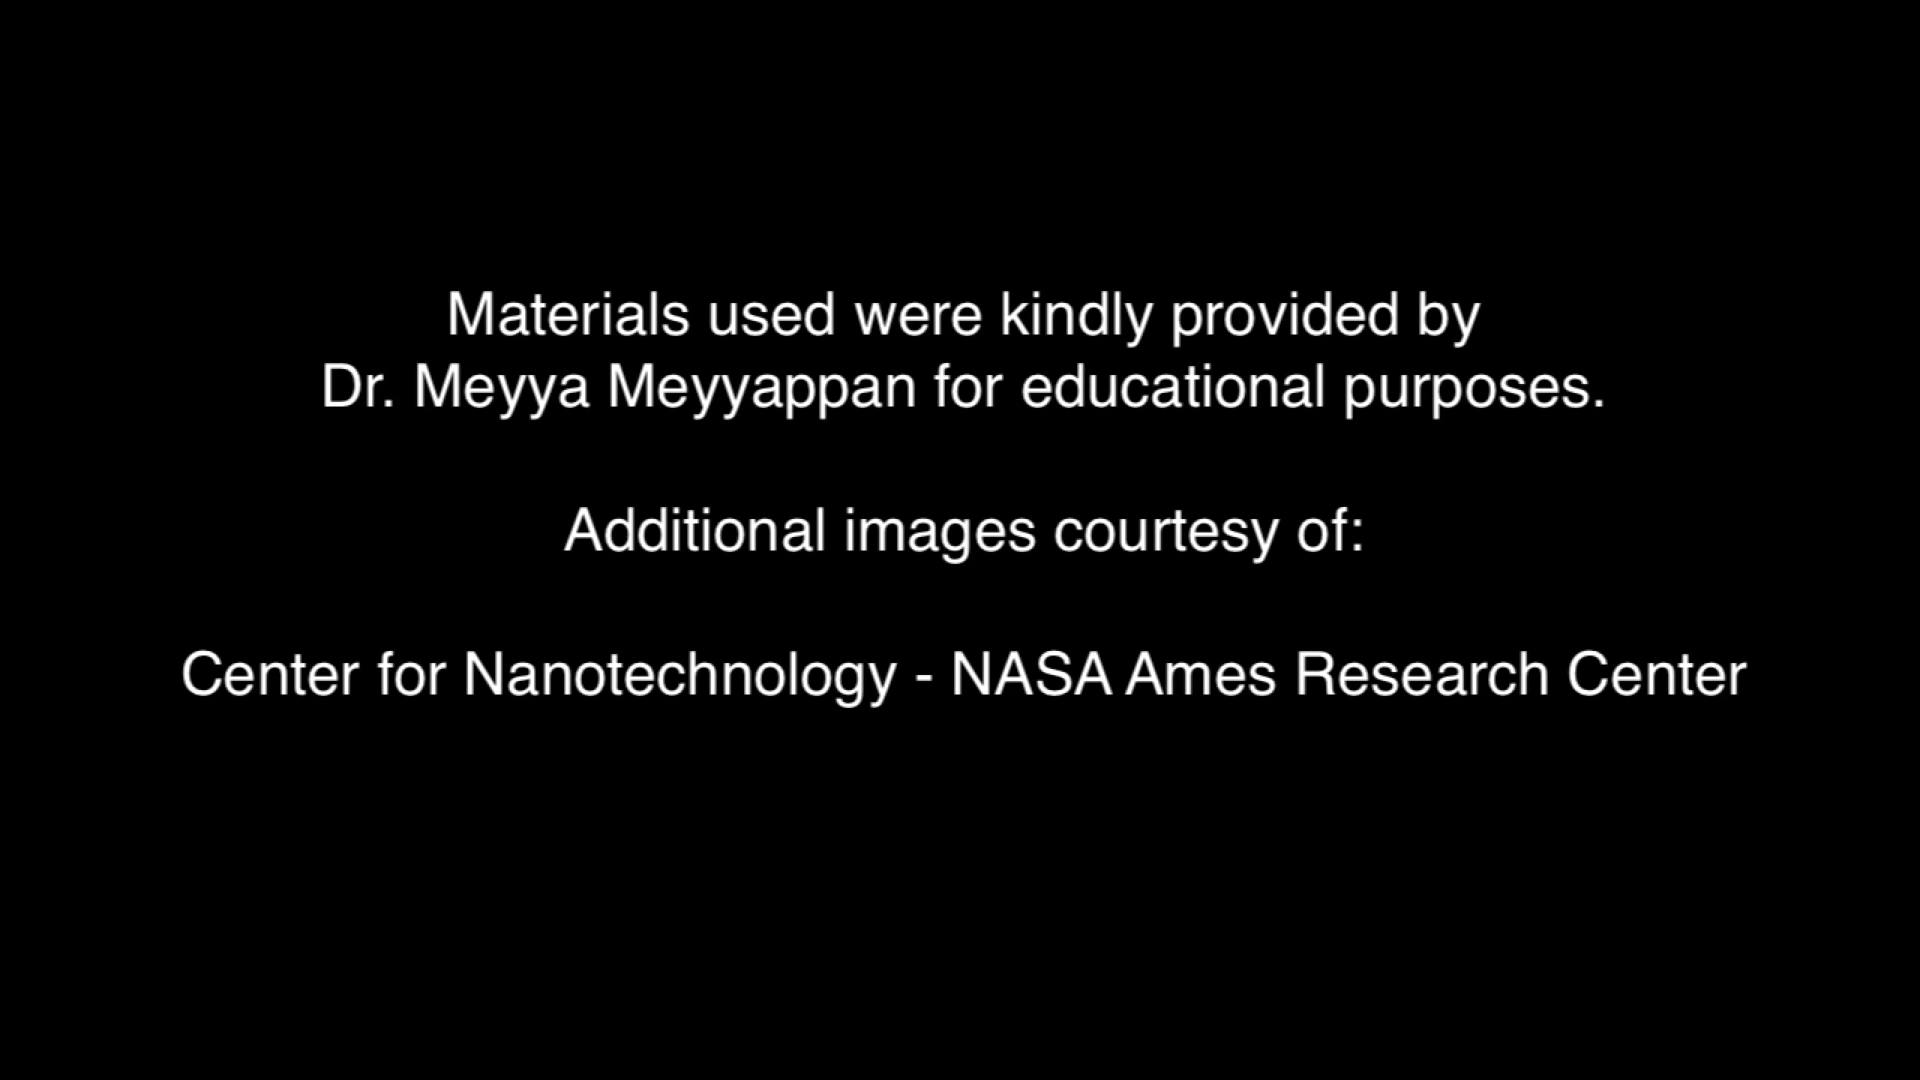 Materials used were kindly provided by
Dr. Meyya Meyyappan for educational purposes.
Additional images courtesy of:
Center for Nanotechnology - NASA Ames Research Center